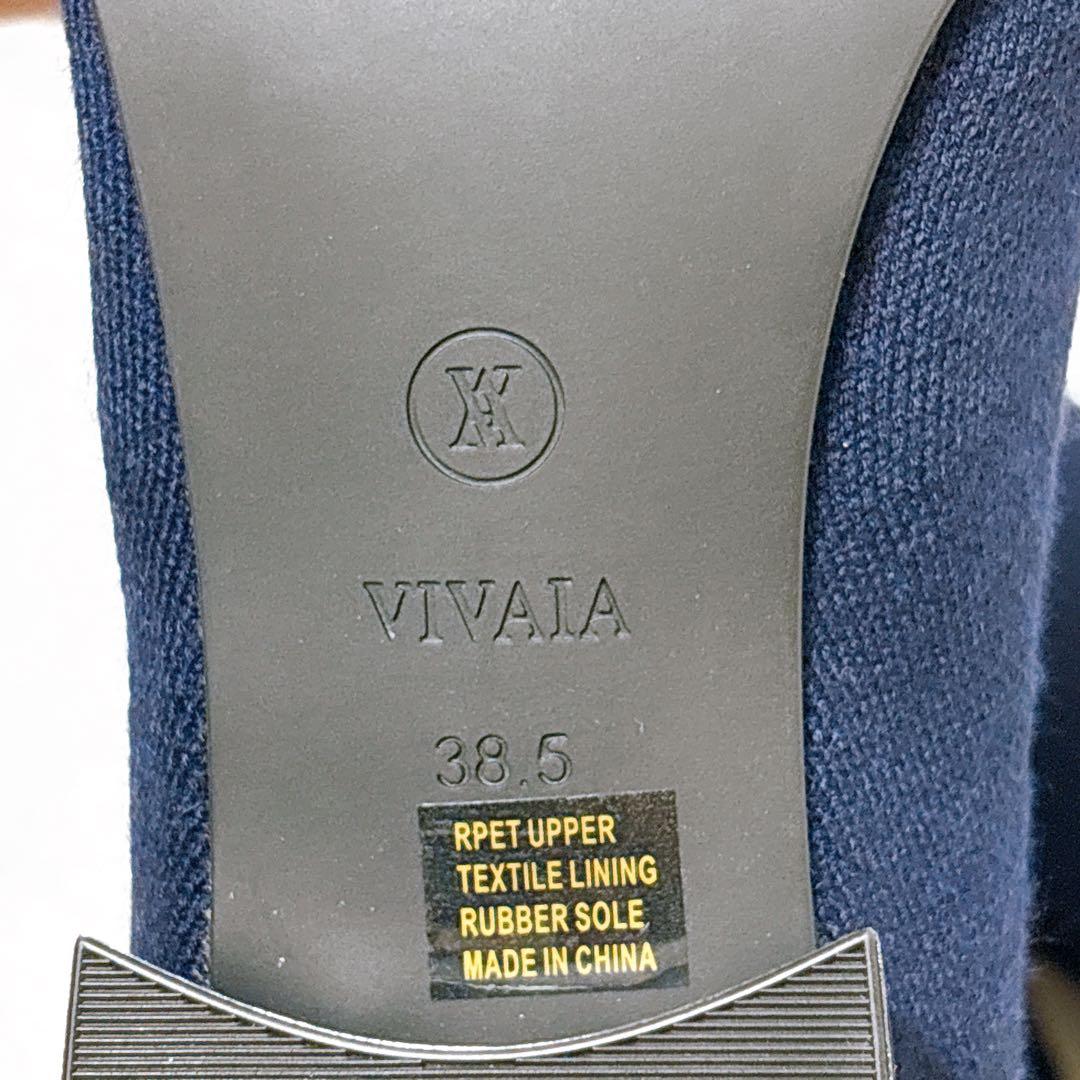 VIVAIA
38.5
RPET UPPER
TEXTILE LINING
RUBBER SOLE
MADE IN CHINA